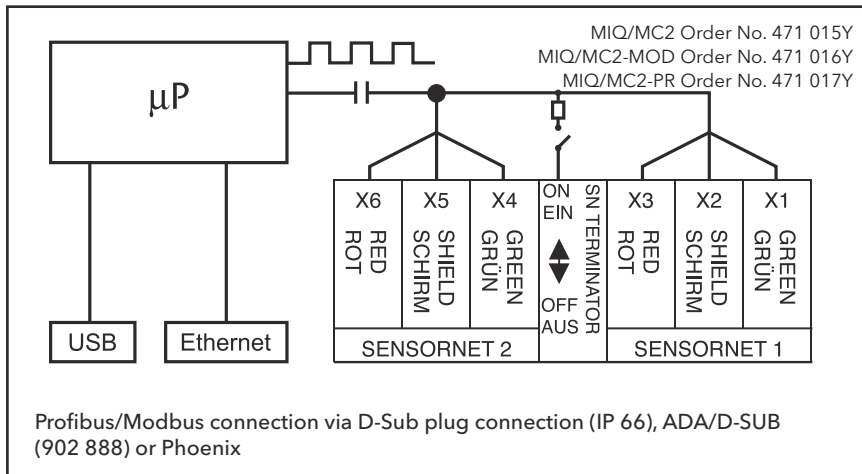 MIQ/MC2 Order No. 471 015Y
MIQ/MC2-MOD Order No. 471 016Y
MIQ/MC2-PR Order No. 471 017Y
µP
X6
RED
ROT
X5
SHIELD
SCHIRM
X4
GREEN
GRÜN
ON
EIN
OFF
AUS
SN TERMINATOR
X3
RED
ROT
X2
SHIELD
SCHIRM
X1
GREEN
GRÜN
USB
Ethernet
SENSORNET 2
SENSORNET 1
Profibus/Modbus connection via D-Sub plug connection (IP 66), ADA/D-SUB
(902 888) or Phoenix